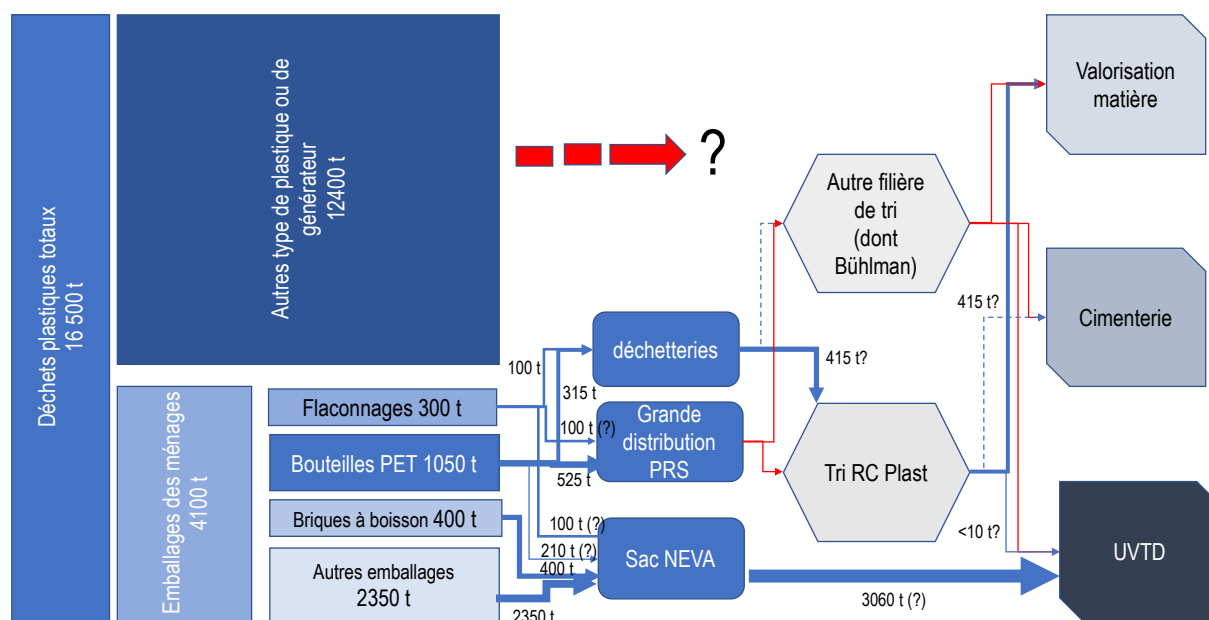 Déchets plastiques totaux
16 500 t
Autres type de plastique ou de
générateur
12400 t
?
Emballages des ménages
4100 t
Flaconnages 300 t
Bouteilles PET 1050 t
Briques à boisson 400 t
Autres emballages
2350 t
100 t
315 t
100 t (?)
525 t
100 t (?)
210 t (?)
400 t
2350 t
déchetteries
Grande
distribution
PRS
Sac NEVA
415 t?
3060 t (?)
Autre filière
de tri
(dont
Bühlman)
Tri RC Plast
415 t?
<10 t?
Valorisation
matière
Cimenterie
UVTD